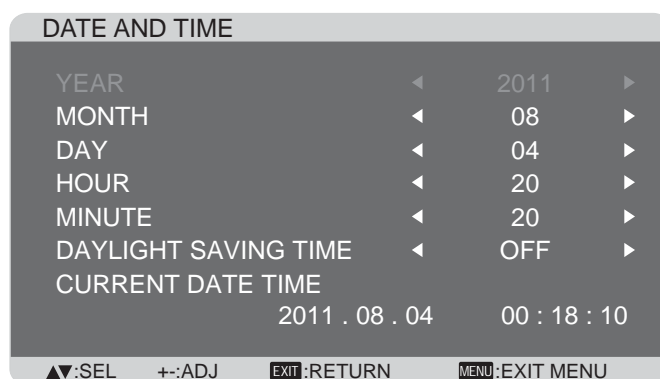 DATE AND TIME
YEAR ◀ 2011 ▶
MONTH ◀ 08 ▶
DAY ◀ 04 ▶
HOUR ◀ 20 ▶
MINUTE ◀ 20 ▶
DAYLIGHT SAVING TIME ◀ OFF ▶
CURRENT DATE TIME
2011 . 08 . 04 00 : 18 : 10
▲▼:SEL +-:ADJ EXIT:RETURN MENU:EXIT MENU